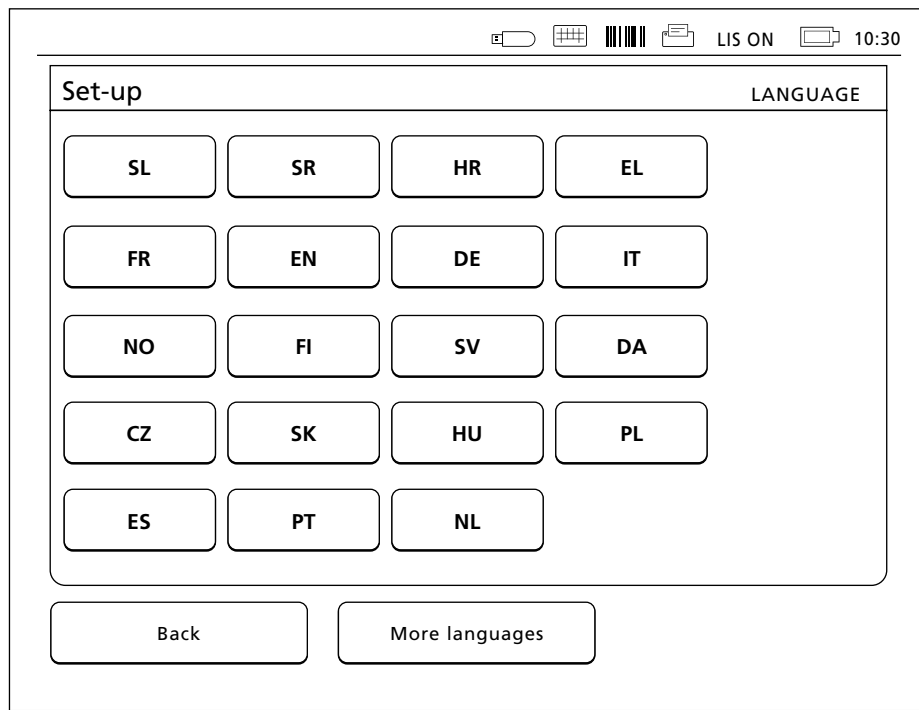 LIS ON 10:30
Set-up LANGUAGE
SL SR HR EL
FR EN DE IT
NO FI SV DA
CZ SK HU PL
ES PT NL
Back More languages